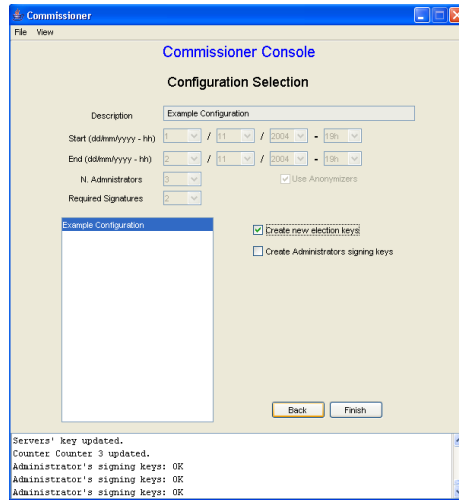 Commissioner
File View
Commissioner Console
Configuration Selection
Description Example Configuration
Start (dd/mm/yyyy - hh) 1 / 11 / 2004 - 19h
End (dd/mm/yyyy - hh) 2 / 11 / 2004 - 19h
N. Admnistrators 3 Use Anonymizers
Required Signatures 2
Example Configuration
Create new election keys
Create Administrators signing keys
Back Finish
Servers' key updated.
Counter Counter 3 updated.
Administrator's signing keys: OK
Administrator's signing keys: OK
Administrator's signing keys: OK